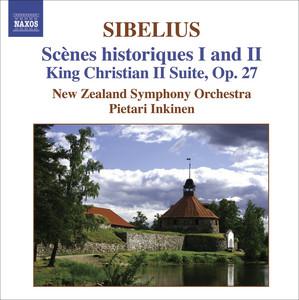 NAXOS
SIBELIUS
Scènes historiques I and II
King Christian II Suite, Op. 27
New Zealand Symphony Orchestra
Pietari Inkinen